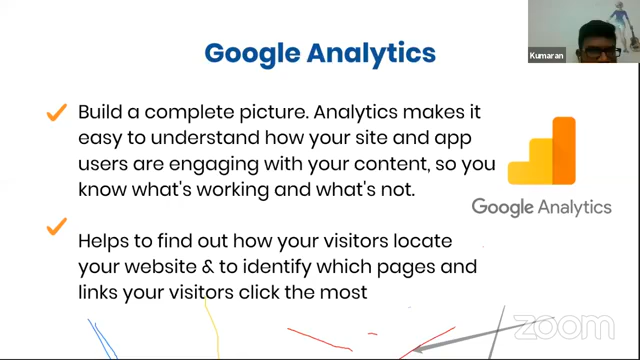 Google Analytics
Kumaran
Build a complete picture. Analytics makes it
easy to understand how your site and app
users are engaging with your content, so you
know what's working and what's not.
Google Analytics
Helps to find out how your visitors locate
your website & to identify which pages and
links your visitors click the most
zoom